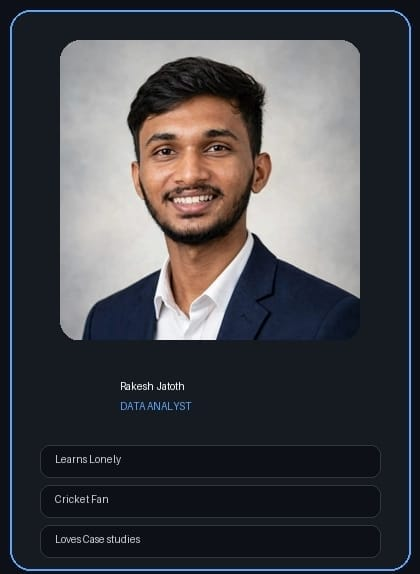 Rakesh Jatoth
DATA ANALYST
Learns Lonely
Cricket Fan
Loves Case studies